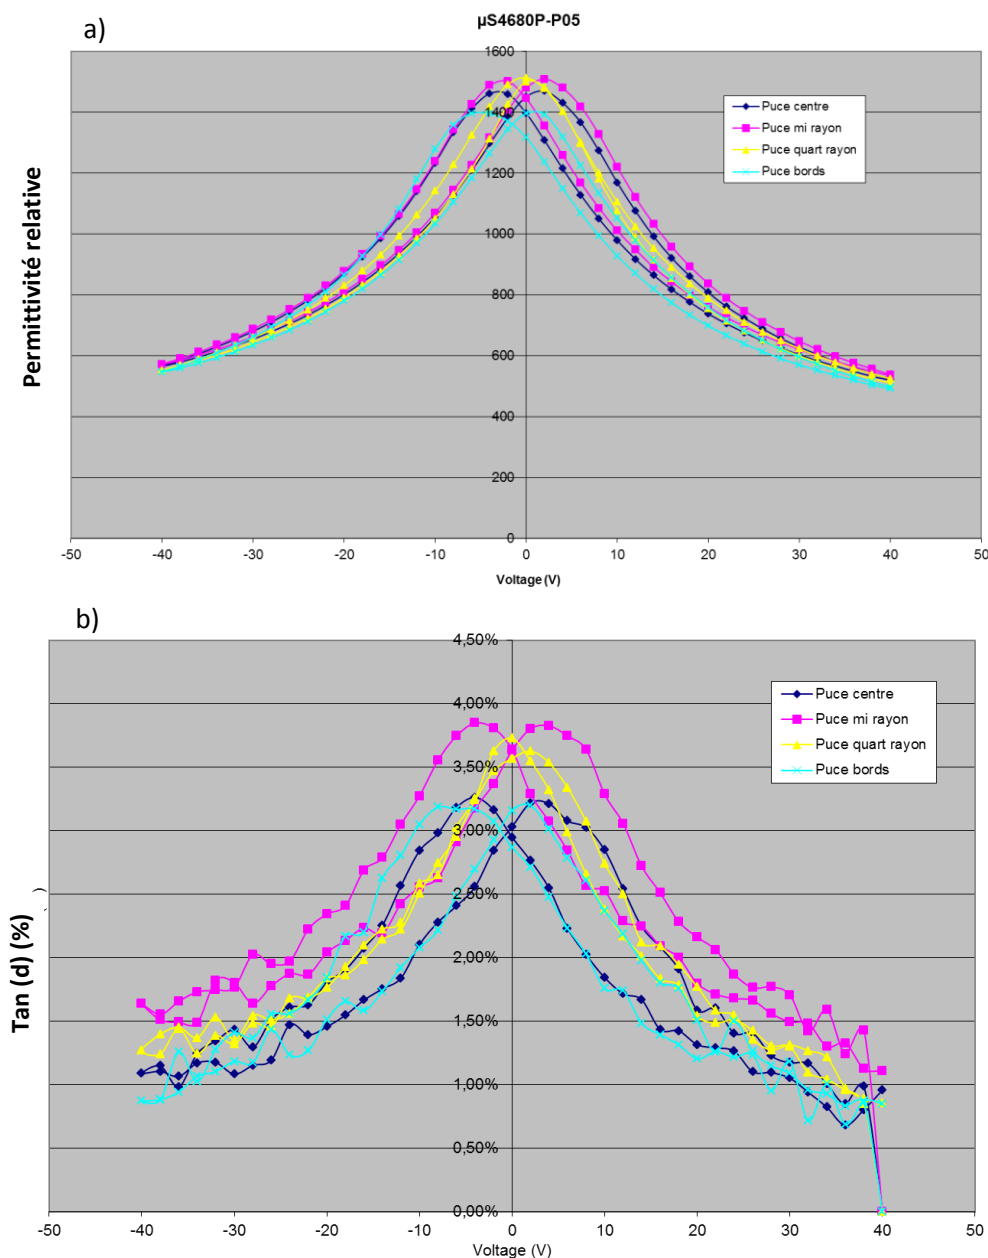 a)
µS4680P-P05
Permittivité relative
1600
1400
1200
1000
800
600
400
200
0
-50 -40 -30 -20 -10 0 10 20 30 40 50
Voltage (V)
Puce centre
Puce mi rayon
Puce quart rayon
Puce bords
b)
Tan (d) (%)
)
4,50%
4,00%
3,50%
3,00%
2,50%
2,00%
1,50%
1,00%
0,50%
0,00%
-50 -40 -30 -20 -10 0 10 20 30 40 50
Voltage (V)
Puce centre
Puce mi rayon
Puce quart rayon
Puce bords